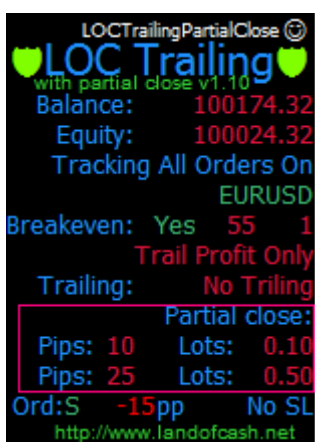 LOCTrailingPartialClose
LOC Trailing
with partial close v1.10
Balance: 100174.32
Equity: 100024.32
Tracking All Orders On
EURUSD
Breakeven: Yes 55 1
Trail Profit Only
Trailing: No Triling
Partial close:
Pips: 10 Lots: 0.10
Pips: 25 Lots: 0.50
Ord:S -15pp No SL
http://www.landofcash.net